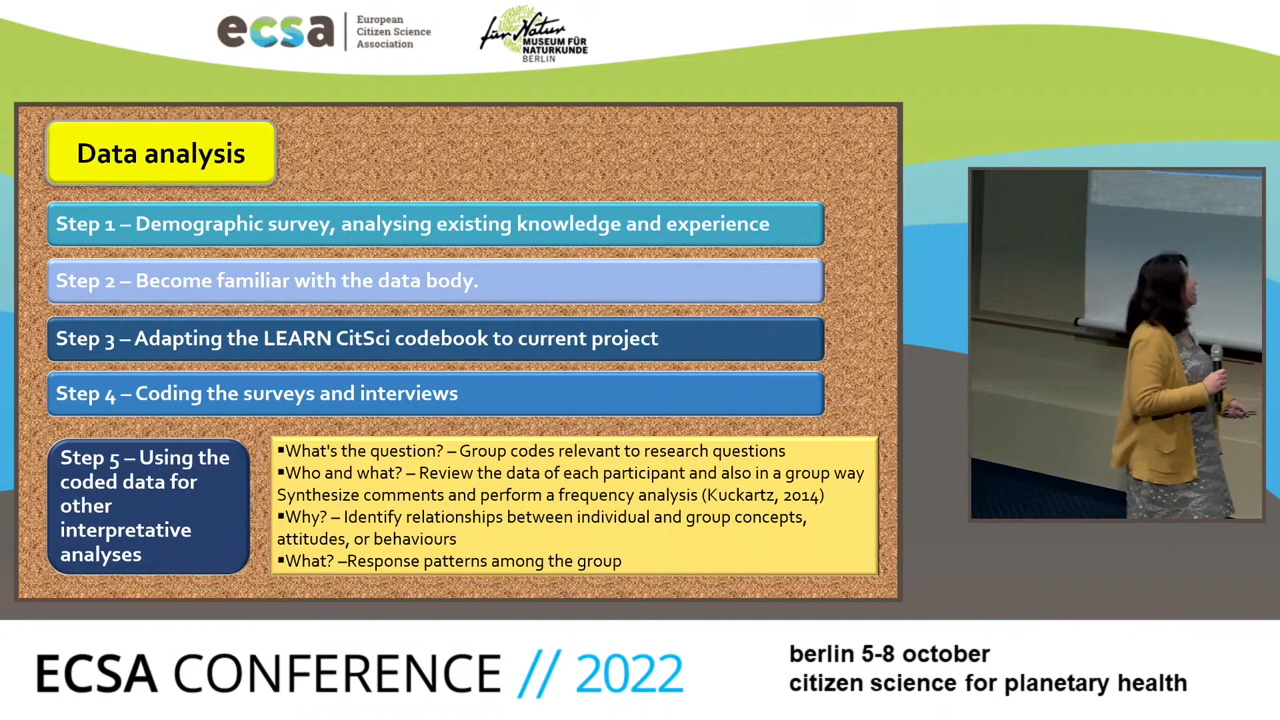 ecsa
European
Citizen Science
Association
für Natur
MUSEUM FÜR
NATURKUNDE
BERLIN
Data analysis
Step 1 – Demographic survey, analysing existing knowledge and experience
Step 2 – Become familiar with the data body.
Step 3 – Adapting the LEARN CitSci codebook to current project
Step 4 – Coding the surveys and interviews
Step 5 – Using the
coded data for
other
interpretative
analyses
▪What's the question? – Group codes relevant to research questions
▪Who and what? – Review the data of each participant and also in a group way
Synthesize comments and perform a frequency analysis (Kuckartz, 2014)
▪Why? – Identify relationships between individual and group concepts,
attitudes, or behaviours
▪What? –Response patterns among the group
ECSA CONFERENCE // 2022
berlin 5-8 october
citizen science for planetary health